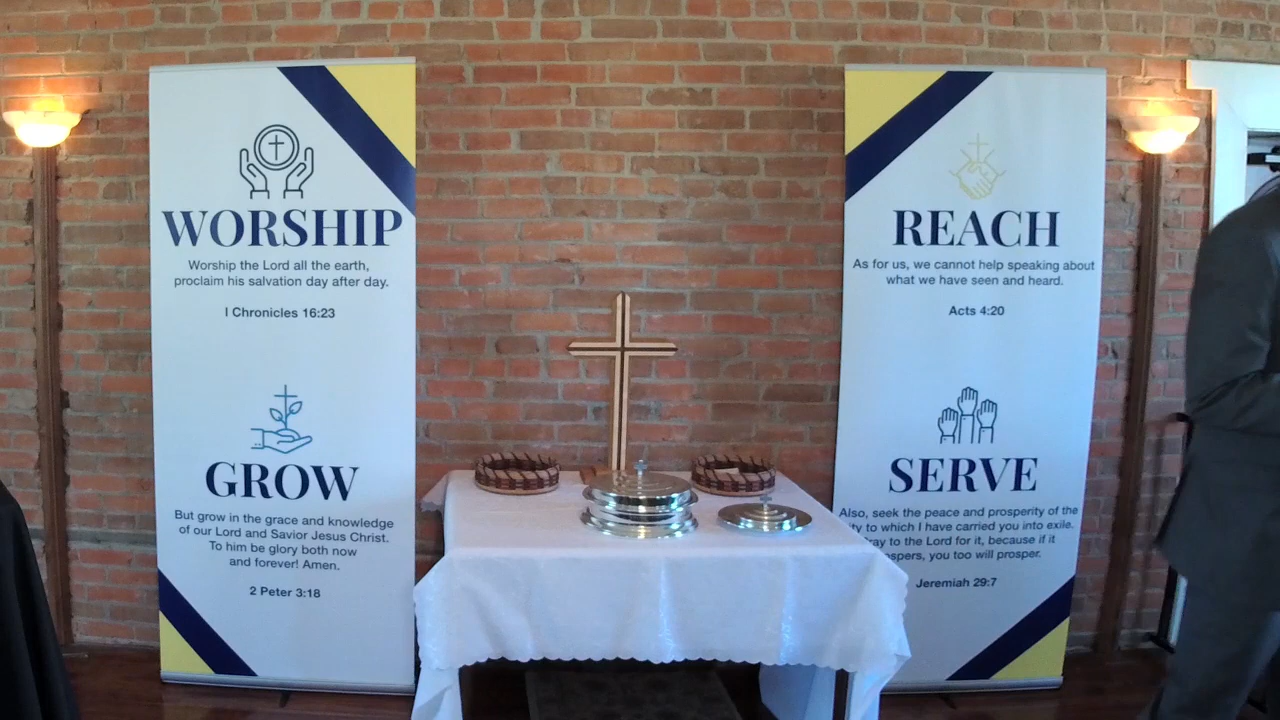 WORSHIP
Worship the Lord all the earth,
proclaim his salvation day after day.
I Chronicles 16:23
GROW
But grow in the grace and knowledge
of our Lord and Savior Jesus Christ.
To him be glory both now
and forever! Amen.
2 Peter 3:18
REACH
As for us, we cannot help speaking about
what we have seen and heard.
Acts 4:20
SERVE
Also, seek the peace and prosperity of the
to which I have carried you into exile.
to the Lord for it, because if it
you too will prosper.
Jeremiah 29:7